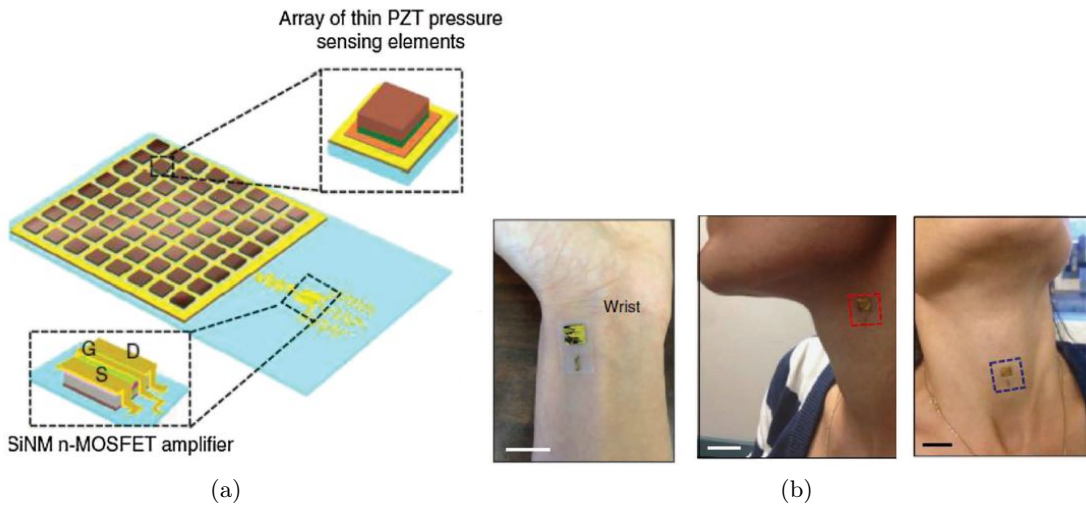 Array of thin PZT pressure
sensing elements
G
D
S
SiNM n-MOSFET amplifier
Wrist
(a)
(b)